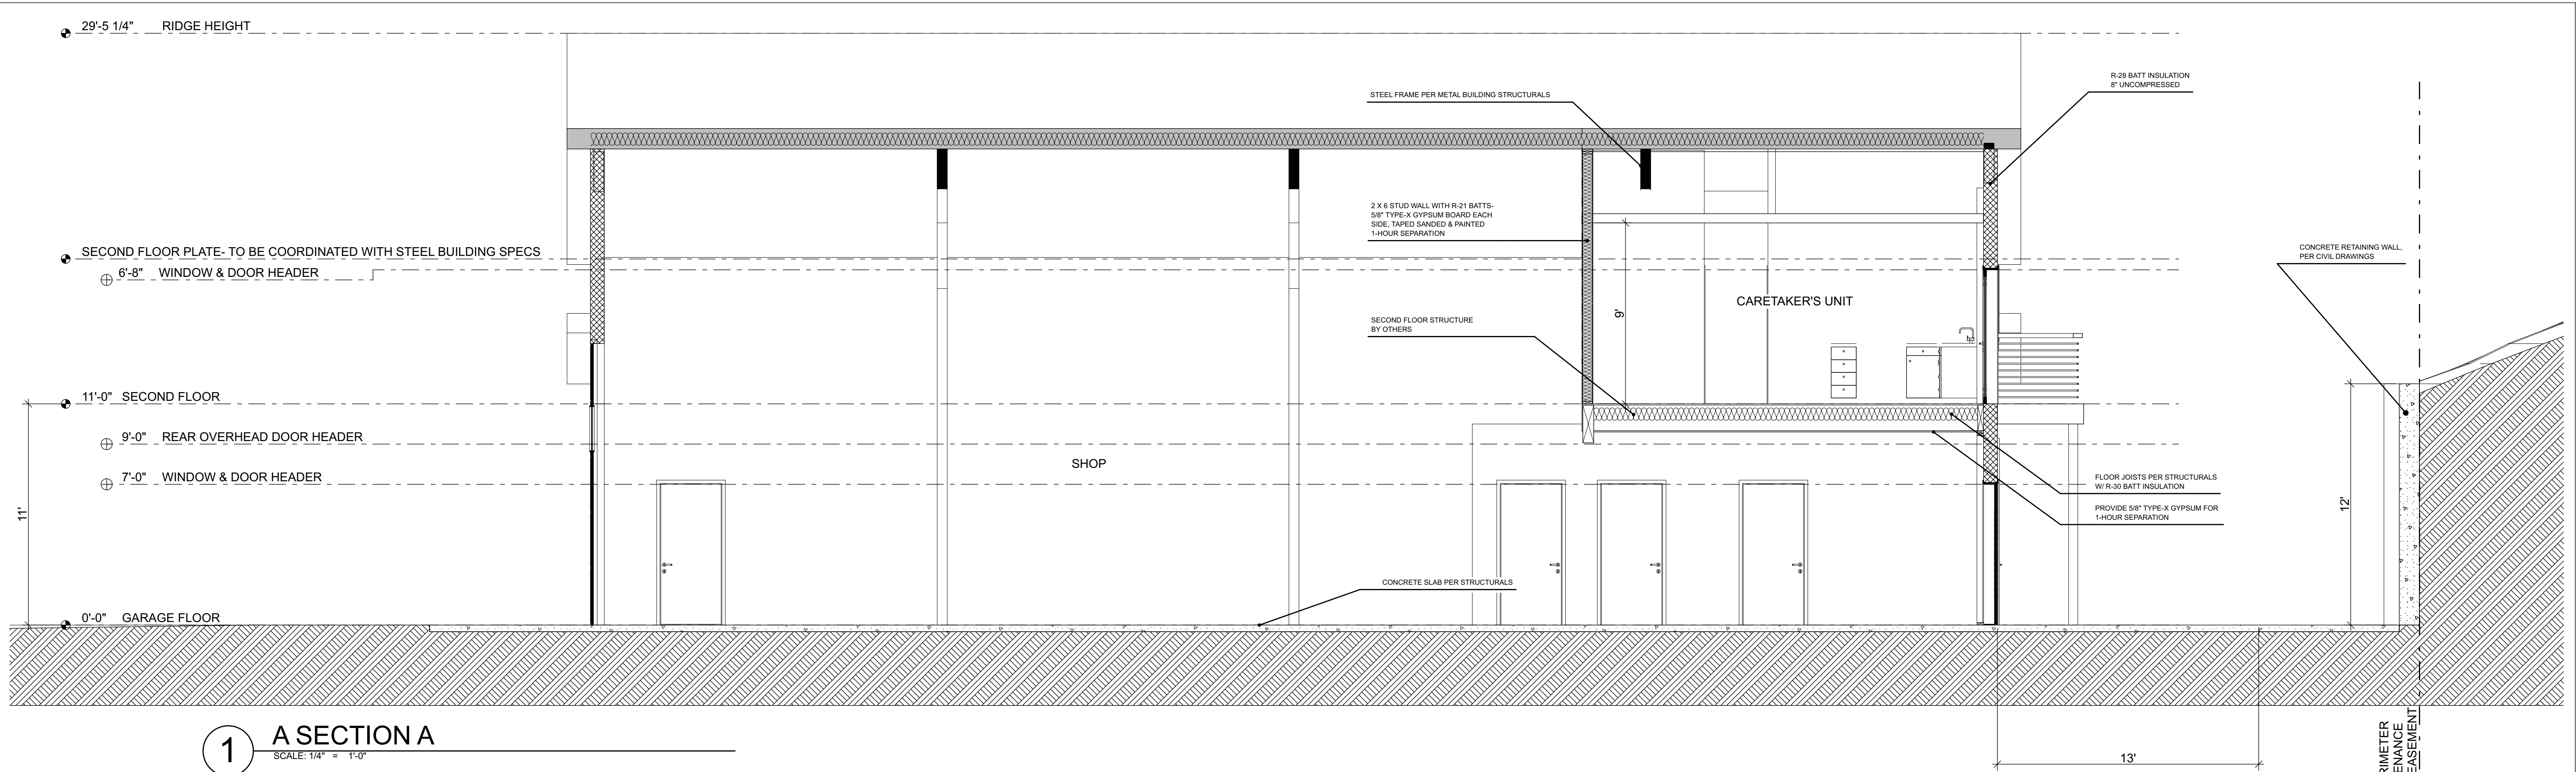 29'-5 1/4" RIDGE HEIGHT
R-28 BATT INSULATION
8" UNCOMPRESSED
STEEL FRAME PER METAL BUILDING STRUCTURALS
2 X 6 STUD WALL WITH R-21 BATTS-
5/8" TYPE-X GYPSUM BOARD EACH
SIDE, TAPED SANDED & PAINTED
1-HOUR SEPARATION
SECOND FLOOR PLATE- TO BE COORDINATED WITH STEEL BUILDING SPECS
6'-8" WINDOW & DOOR HEADER
CONCRETE RETAINING WALL,
PER CIVIL DRAWINGS
CARETAKER'S UNIT
9'
SECOND FLOOR STRUCTURE
BY OTHERS
11'-0" SECOND FLOOR
9'-0" REAR OVERHEAD DOOR HEADER
SHOP
7'-0" WINDOW & DOOR HEADER
FLOOR JOISTS PER STRUCTURALS
W/ R-30 BATT INSULATION
PROVIDE 5/8" TYPE-X GYPSUM FOR
1-HOUR SEPARATION
11'
12'
CONCRETE SLAB PER STRUCTURALS
0'-0" GARAGE FLOOR
1
A SECTION A
SCALE: 1/4" = 1'-0"
13'
RIMETER
ENANCE
EASEMENT